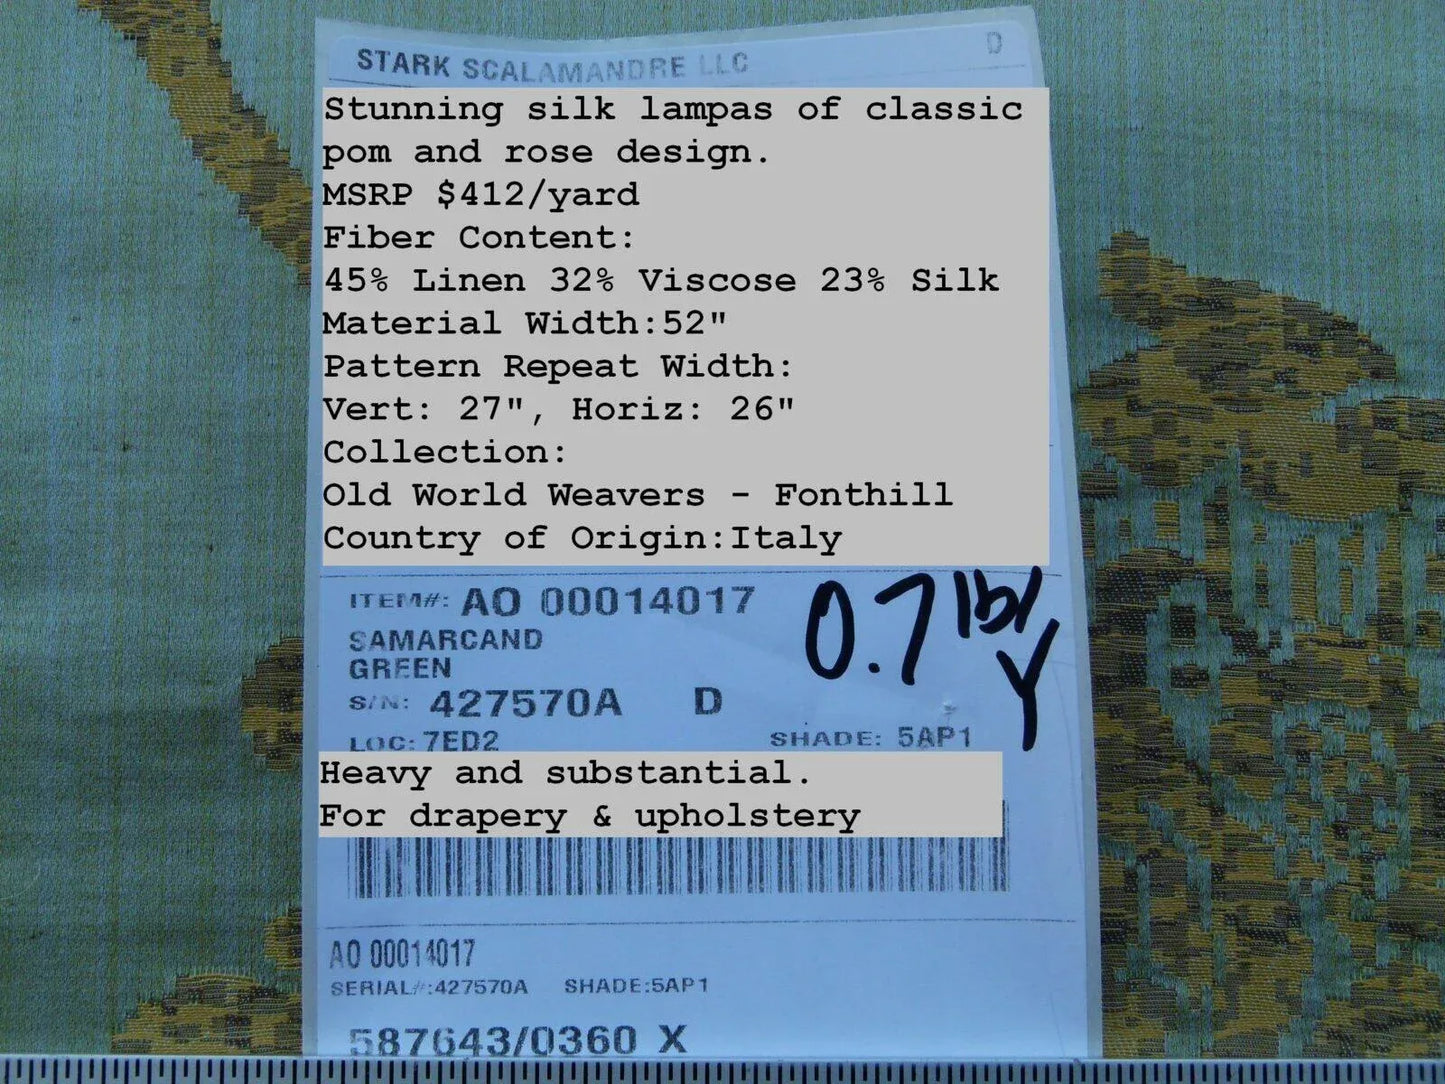 STARK SCALAMANDRE LLC
D
Stunning silk lampas of classic
pom and rose design.
MSRP $412/yard
Fiber Content:
45% Linen 32% Viscose 23% Silk
Material Width:52"
Pattern Repeat Width:
Vert: 27", Horiz: 26"
Collection:
Old World Weavers - Fonthill
Country of Origin:Italy
ITEM#: AO 00014017
0.7 lb/
Y
SAMARCAND
GREEN
S/N: 427570A D
LOC: 7ED2 SHADE: 5AP1
Heavy and substantial.
For drapery & upholstery
AO 00014017
SERIAL#:427570A SHADE:5AP1
587643/0360 X